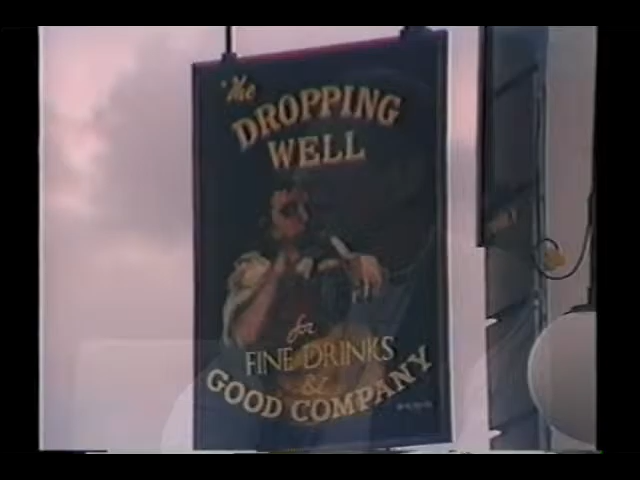 The
DROPPING
WELL
for
FINE DRINKS
&
GOOD COMPANY